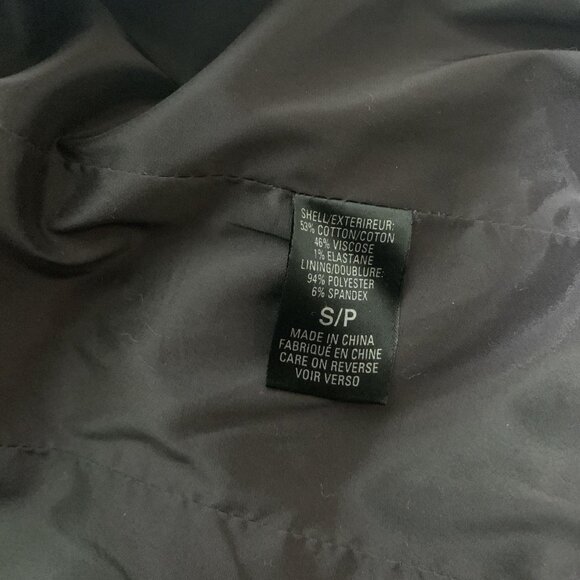 SHELL/EXTERIREUR:
53% COTTON/COTON
46% VISCOSE
1% ELASTANE
LINING/DOUBLURE:
94% POLYESTER
6% SPANDEX
S/P
MADE IN CHINA
FABRIQUÉ EN CHINE
CARE ON REVERSE
VOIR VERSO